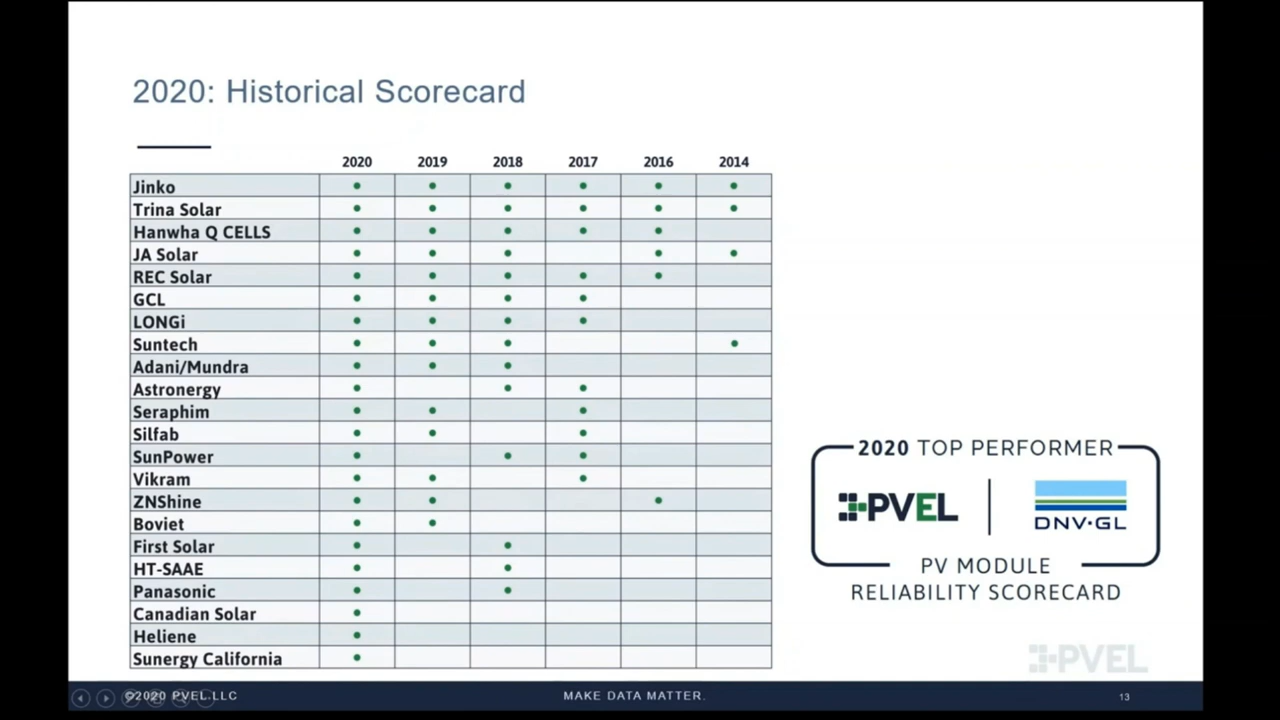 2020: Historical Scorecard
2020 2019 2018 2017 2016 2014
Jinko • • • • • •
Trina Solar • • • • • •
Hanwha Q CELLS • • • • •
JA Solar • • • • •
REC Solar • • • • •
GCL • • • •
LONGi • • • •
Suntech • • • •
Adani/Mundra • • •
Astronergy • • •
Seraphim • • •
Silfab • • •
SunPower • • •
Vikram • • •
ZNShine • • •
Boviet • •
First Solar • •
HT-SAAE • •
Panasonic • •
Canadian Solar •
Heliene •
Sunergy California •
2020 TOP PERFORMER
PVEL
DNV·GL
PV MODULE
RELIABILITY SCORECARD
PVEL
©2020 PVEL.LLC MAKE DATA MATTER. 13